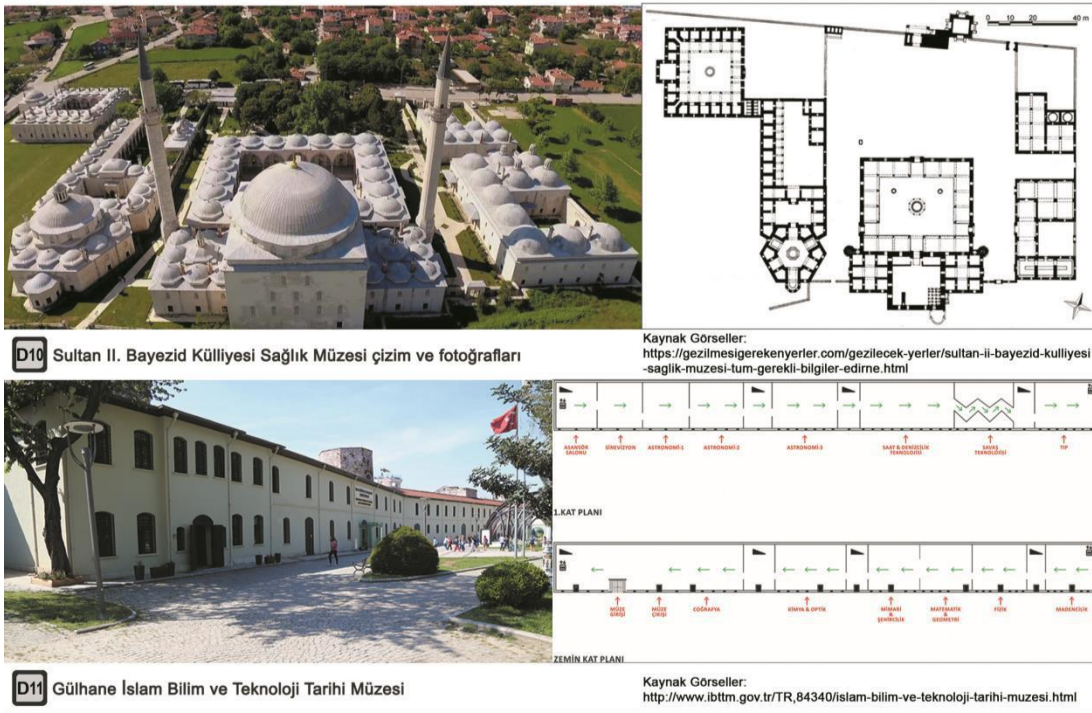 0 10 20 40 m
D10 Sultan II. Bayezid Külliyesi Sağlık Müzesi çizim ve fotoğrafları
Kaynak Görseller:
https://gezilmesigerekenyerler.com/gezilecek-yerler/sultan-ii-bayezid-kulliyesi
-saglik-muzesi-tum-gerekli-bilgiler-edirne.html
ASANSÖR SALONU
SİNEVİZYON
ASTRONOMİ-1
ASTRONOMİ-2
ASTRONOMİ-3
SAAT & DENİZCİLİK TEKNOLOJİSİ
SAVAŞ TEKNOLOJİSİ
TIP
1.KAT PLANI
MÜZE GİRİŞİ
MÜZE ÇIKIŞI
COĞRAFYA
KİMYA & OPTİK
MİMARİ & ŞEHİRCİLİK
MATEMATİK & GEOMETRİ
FİZİK
MADENCİLİK
ZEMİN KAT PLANI
D11 Gülhane İslam Bilim ve Teknoloji Tarihi Müzesi
Kaynak Görseller:
http://www.ibttm.gov.tr/TR,84340/islam-bilim-ve-teknoloji-tarihi-muzesi.html